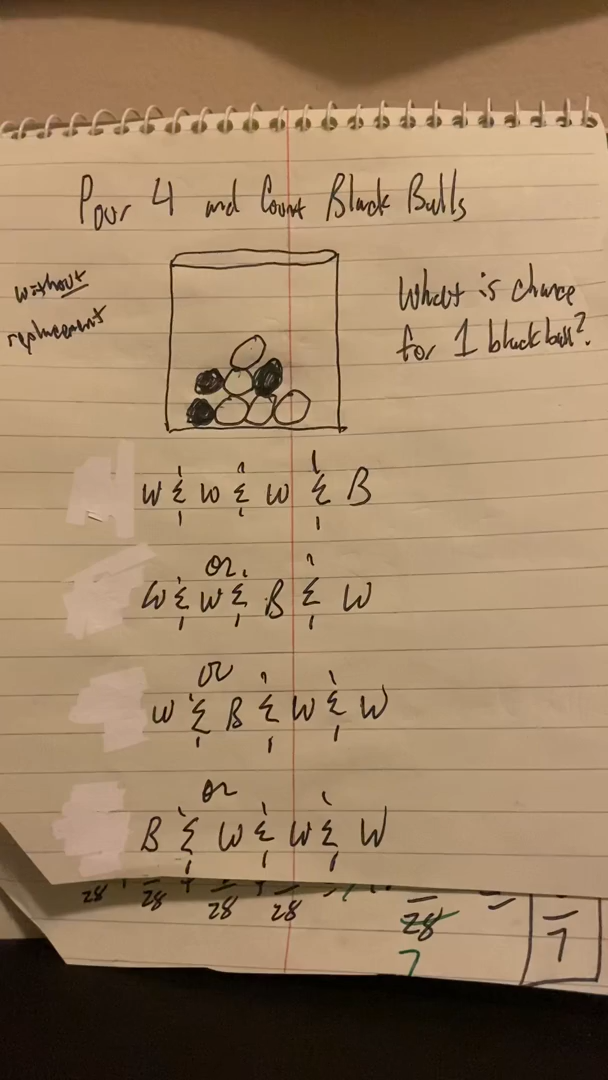 Pour 4 and Count Black Balls
without
replacement
What is chance
for 1 black ball?
W & W & W & B
or
W & W & B & W
or
W & B & W & W
or
B & W & W & W
28 28 28 28 28 =
7 7